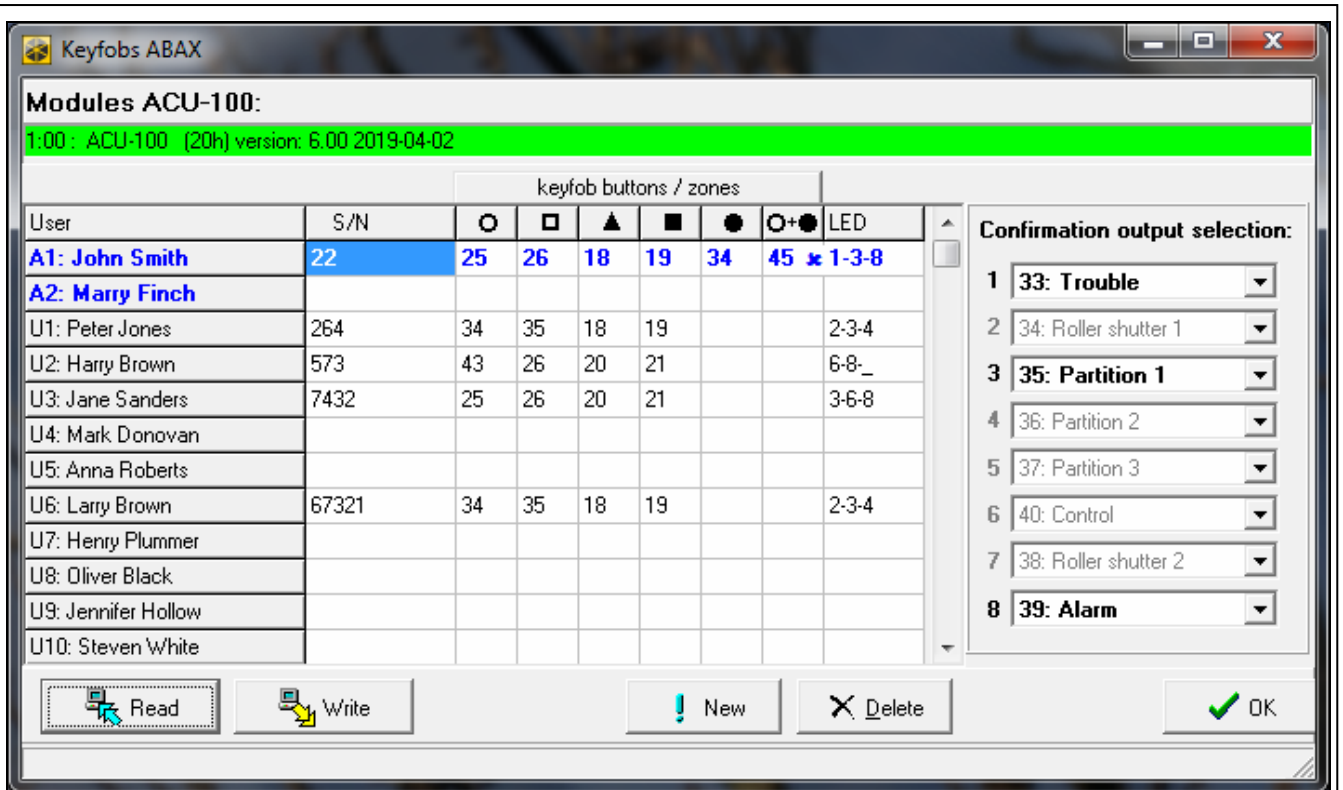 Keyfobs ABAX
Modules ACU-100:
1:00 : ACU-100 (20h) version: 6.00 2019-04-02
keyfob buttons / zones
User S/N O+● LED
A1: John Smith 22 25 26 18 19 34 45 × 1-3-8
A2: Marry Finch
U1: Peter Jones 264 34 35 18 19 2-3-4
U2: Harry Brown 573 43 26 20 21 6-8-_
U3: Jane Sanders 7432 25 26 20 21 3-6-8
U4: Mark Donovan
U5: Anna Roberts
U6: Larry Brown 67321 34 35 18 19 2-3-4
U7: Henry Plummer
U8: Oliver Black
U9: Jennifer Hollow
U10: Steven White
Confirmation output selection:
1 33: Trouble
2 34: Roller shutter 1
3 35: Partition 1
4 36: Partition 2
5 37: Partition 3
6 40: Control
7 38: Roller shutter 2
8 39: Alarm
Read Write New Delete OK